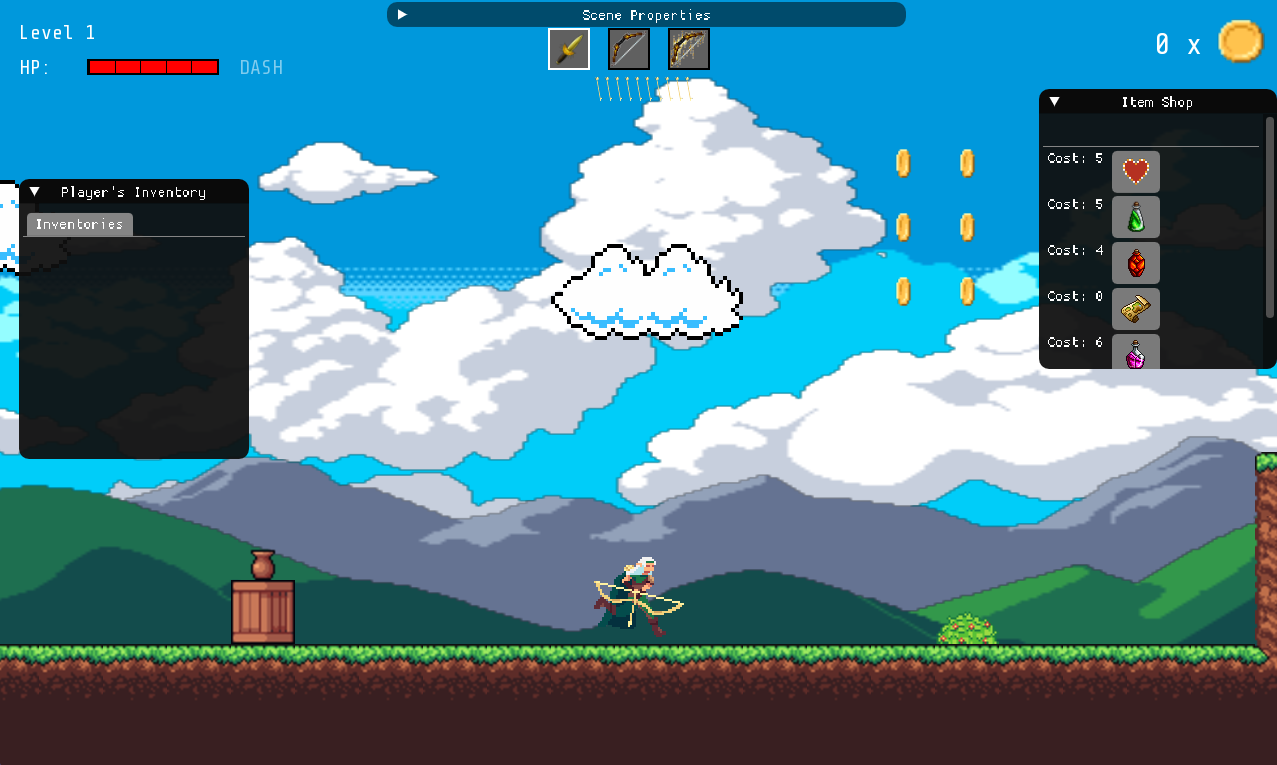 Scene Properties
Level 1
HP:
DASH
0 x
Item Shop
Cost: 5
Cost: 5
Cost: 4
Cost: 0
Cost: 6
Player's Inventory
Inventories